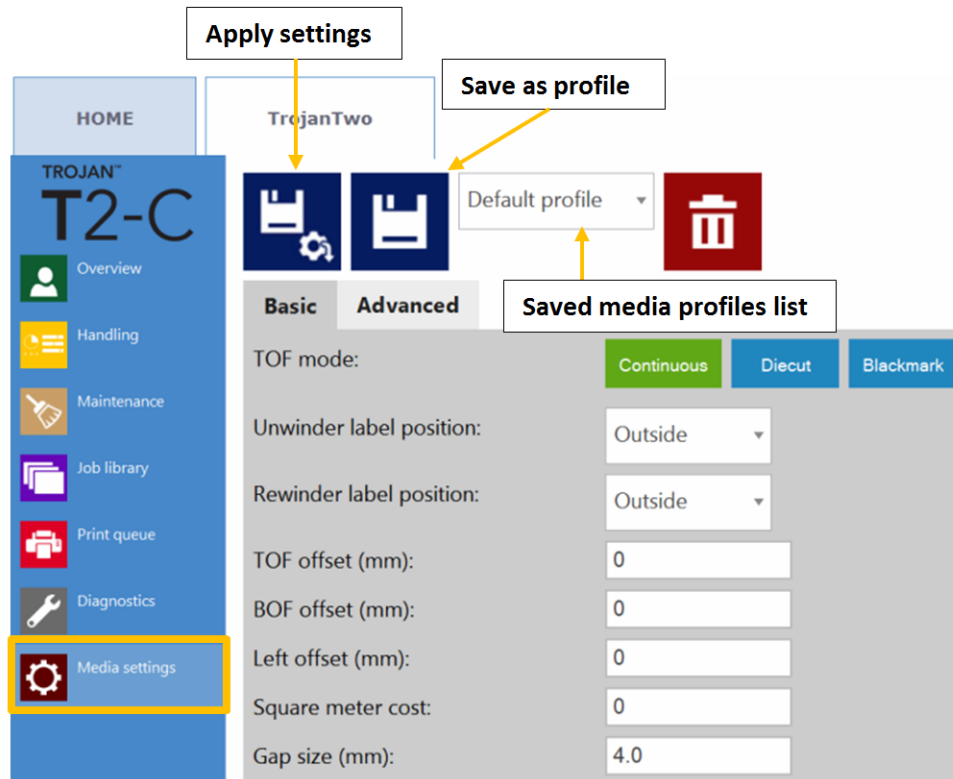 Apply settings
Save as profile
HOME
TrojanTwo
TROJAN™
T2-C
Default profile
Overview
Basic
Advanced
Saved media profiles list
Handling
TOF mode:
Continuous
Diecut
Blackmark
Maintenance
Unwinder label position:
Outside
Job library
Rewinder label position:
Outside
Print queue
TOF offset (mm):
0
Diagnostics
BOF offset (mm):
0
Media settings
Left offset (mm):
0
Square meter cost:
0
Gap size (mm):
4.0